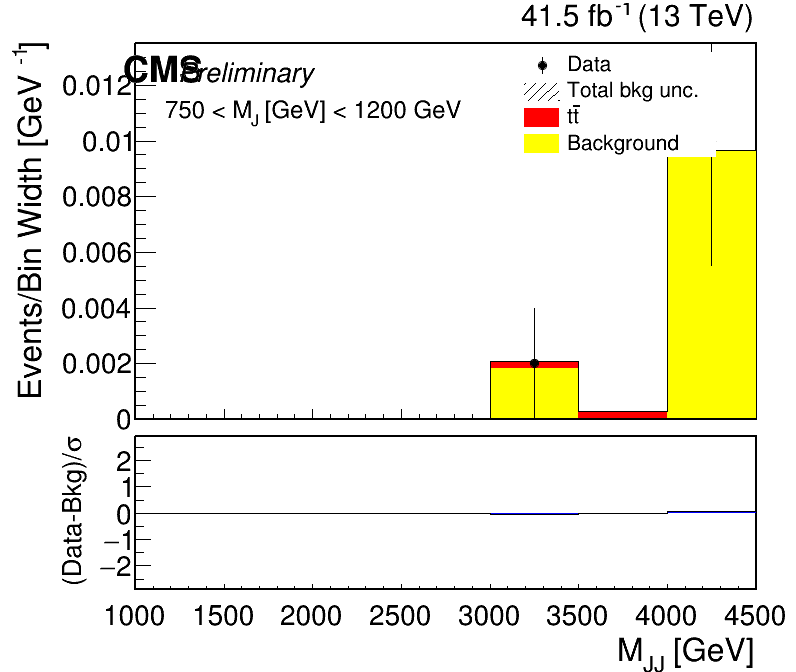 41.5 fb⁻¹ (13 TeV)
CMS Preliminary
750 < M_J [GeV] < 1200 GeV
Data
Total bkg unc.
tt̄
Background
Events/Bin Width [GeV⁻¹]
0.012
0.01
0.008
0.006
0.004
0.002
0
(Data-Bkg)/σ
2
1
0
−1
−2
1000 1500 2000 2500 3000 3500 4000 4500
M_JJ [GeV]